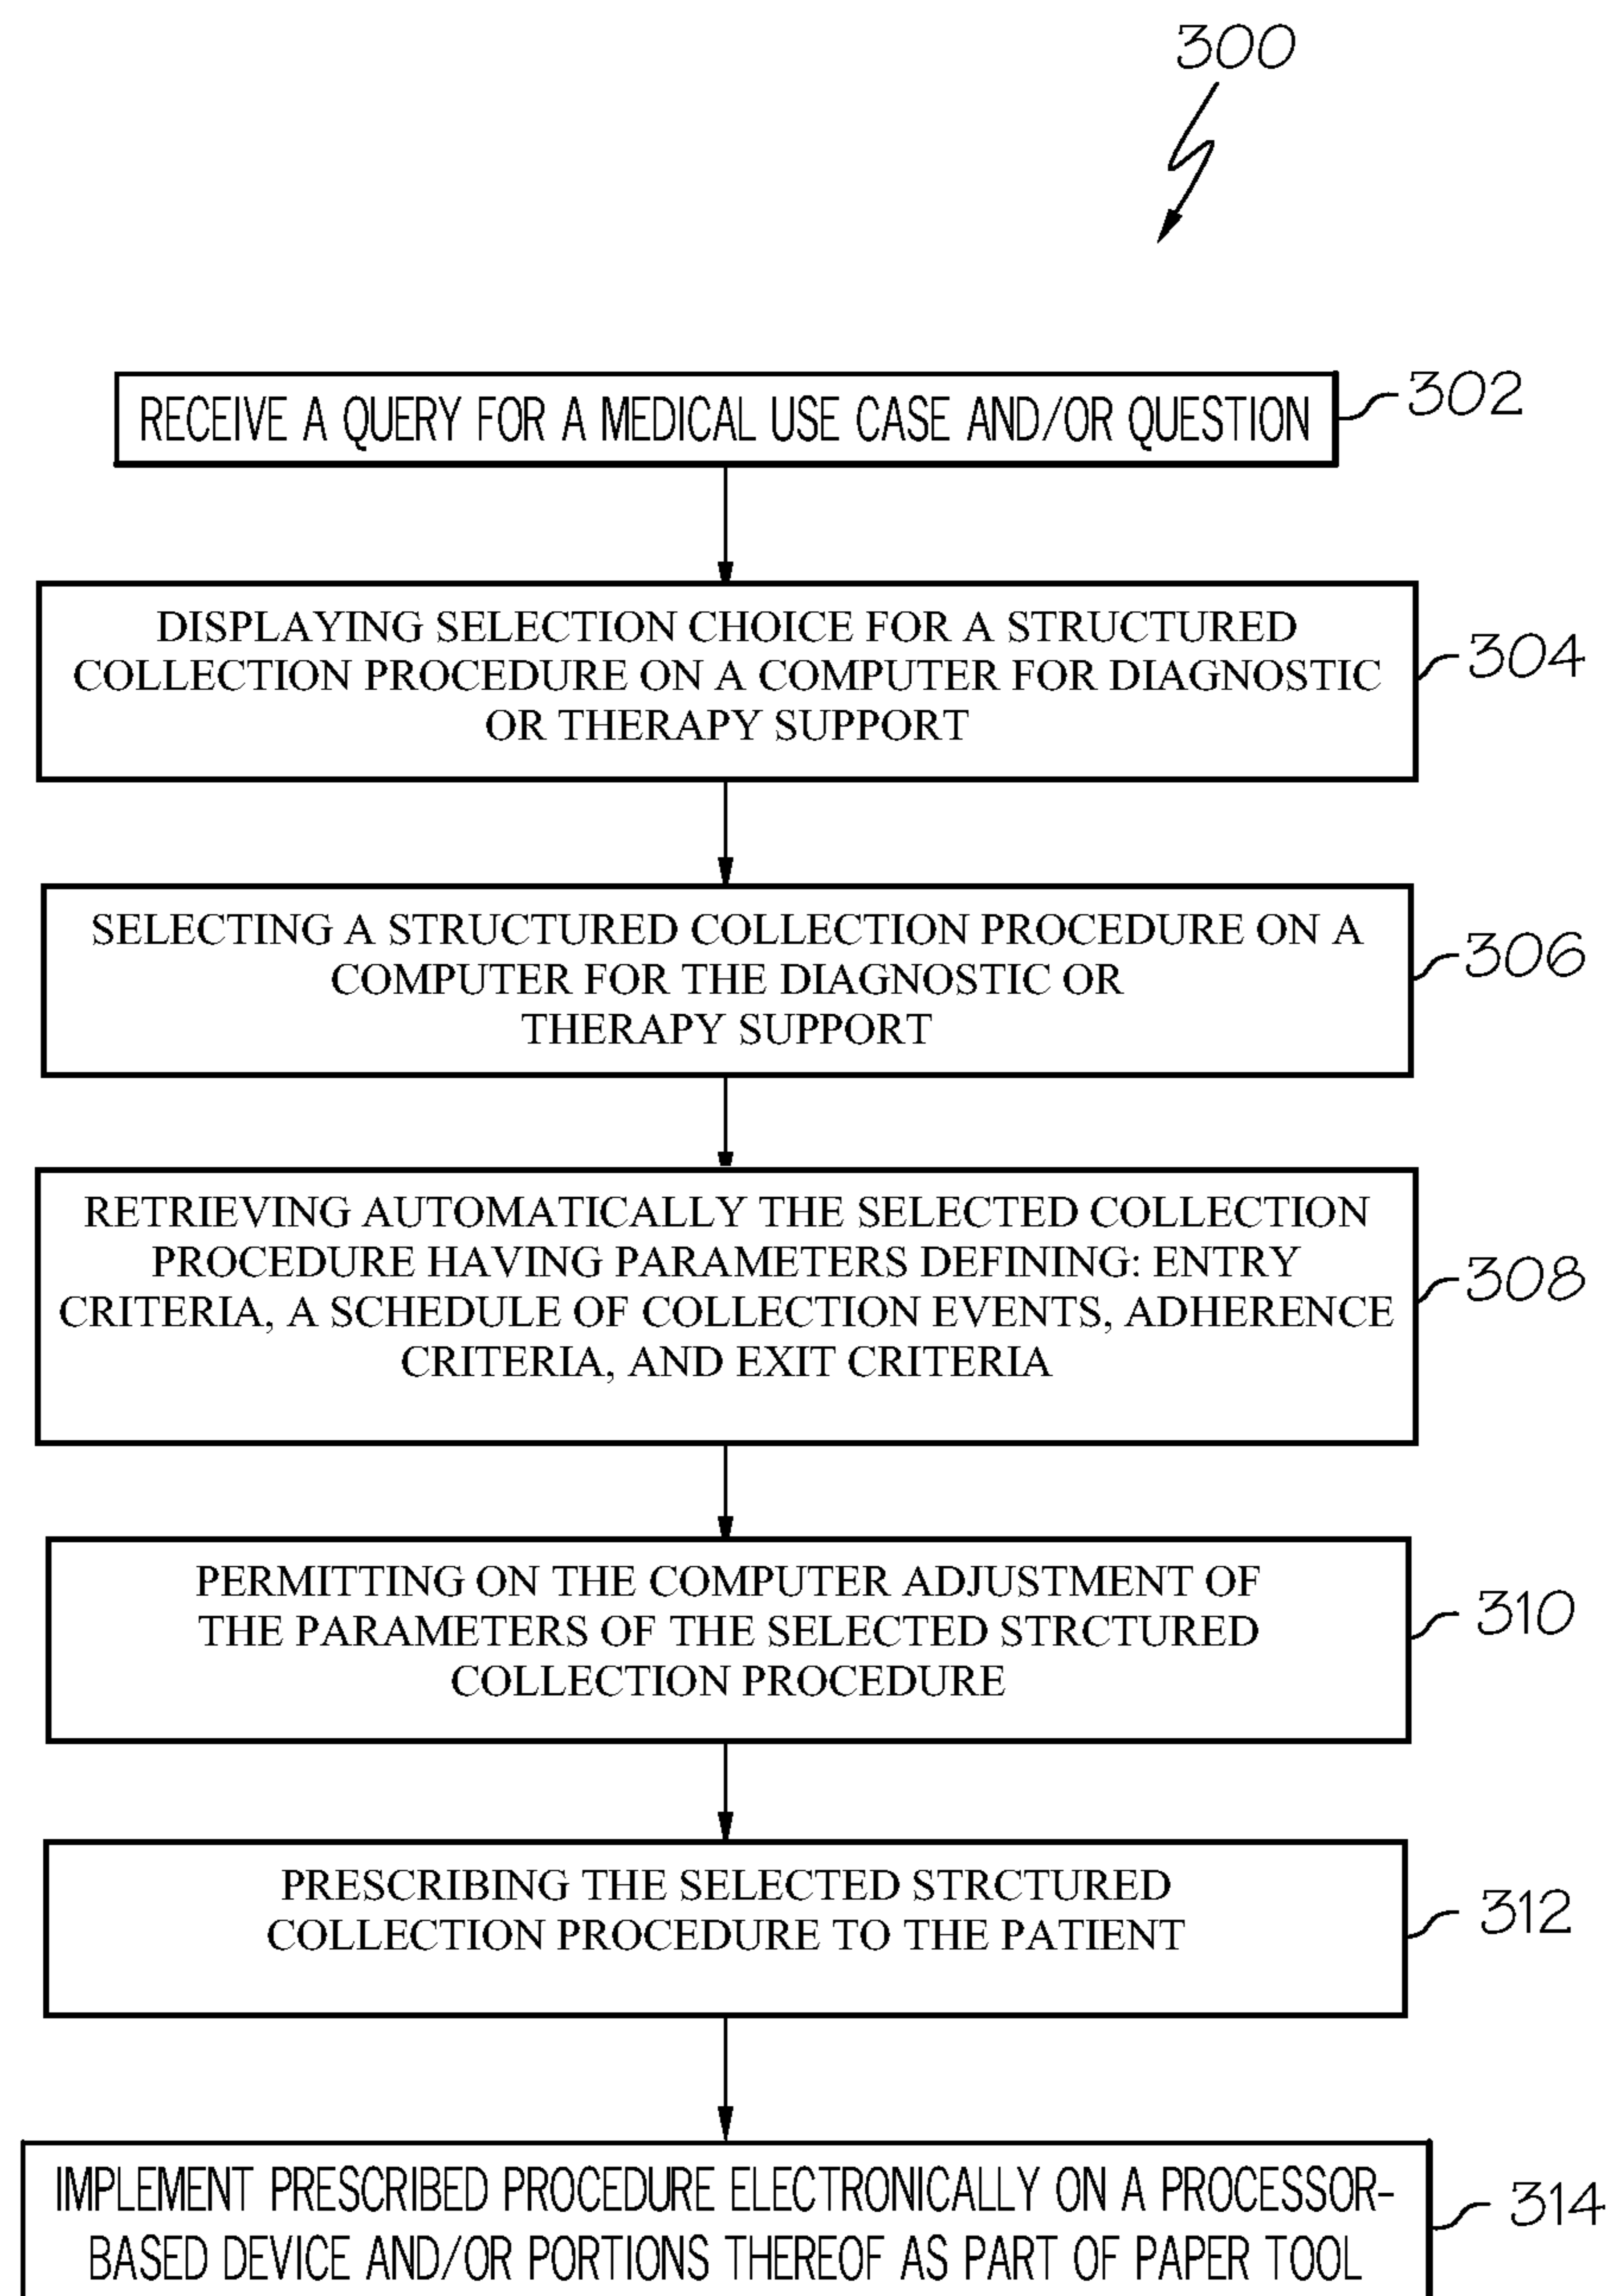 300
RECEIVE A QUERY FOR A MEDICAL USE CASE AND/OR QUESTION
302
DISPLAYING SELECTION CHOICE FOR A STRUCTURED
COLLECTION PROCEDURE ON A COMPUTER FOR DIAGNOSTIC
OR THERAPY SUPPORT
304
SELECTING A STRUCTURED COLLECTION PROCEDURE ON A
COMPUTER FOR THE DIAGNOSTIC OR
THERAPY SUPPORT
306
RETRIEVING AUTOMATICALLY THE SELECTED COLLECTION
PROCEDURE HAVING PARAMETERS DEFINING: ENTRY
CRITERIA, A SCHEDULE OF COLLECTION EVENTS, ADHERENCE
CRITERIA, AND EXIT CRITERIA
308
PERMITTING ON THE COMPUTER ADJUSTMENT OF
THE PARAMETERS OF THE SELECTED STRCTURED
COLLECTION PROCEDURE
310
PRESCRIBING THE SELECTED STRCTURED
COLLECTION PROCEDURE TO THE PATIENT
312
IMPLEMENT PRESCRIBED PROCEDURE ELECTRONICALLY ON A PROCESSOR-
BASED DEVICE AND/OR PORTIONS THEREOF AS PART OF PAPER TOOL
314